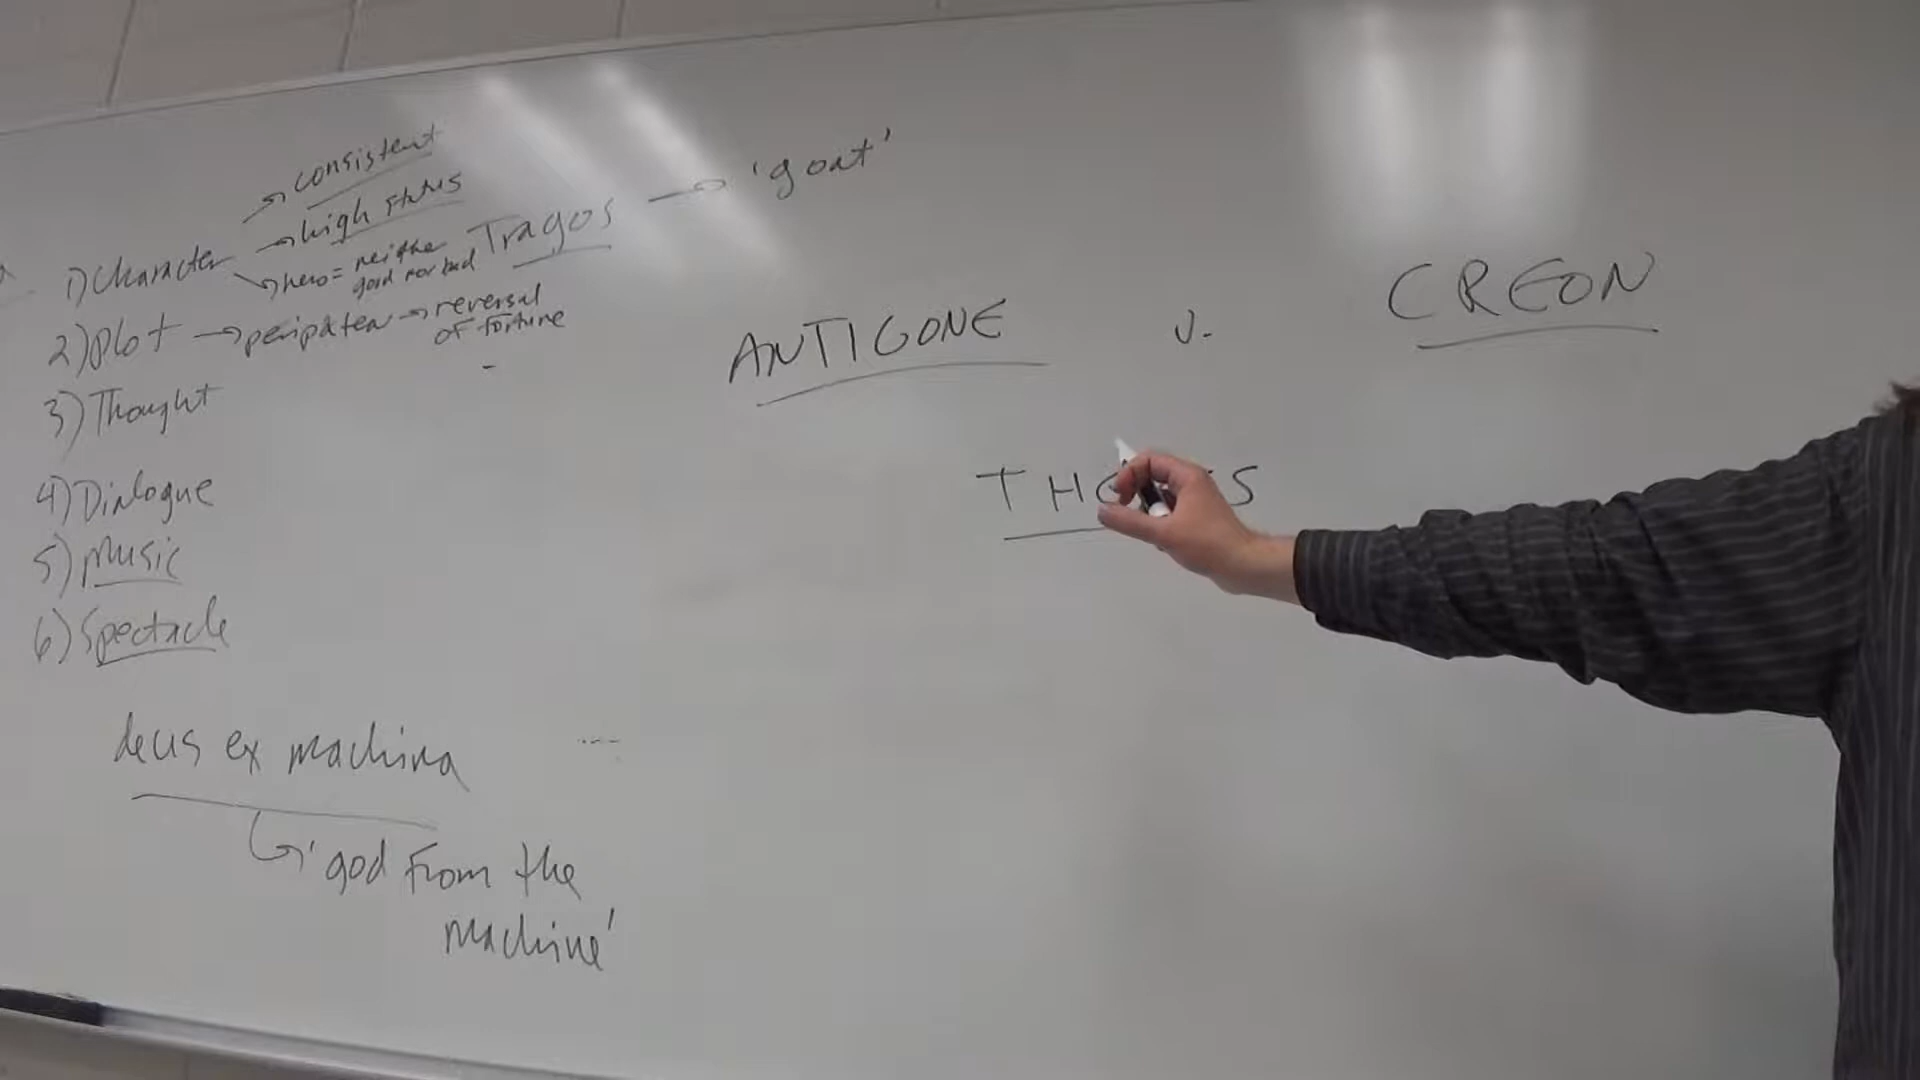 → consistent
1) Character → high status
→ hero = neither
good nor bad
Tragos → 'goat'
2) Plot → peripatea → reversal
of fortune
3) Thought
4) Dialogue
5) Music
6) Spectacle
deus ex machina
↳ 'god from the
machine'
ANTIGONE v. CREON